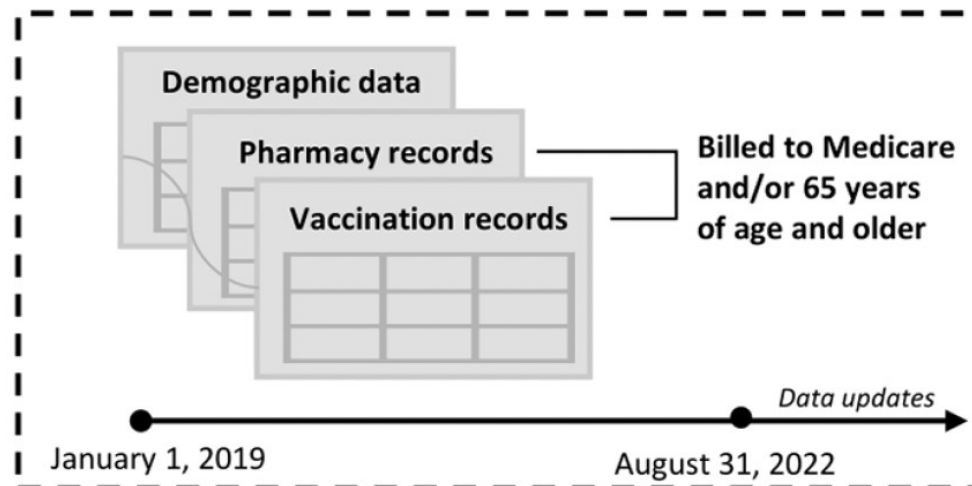 Demographic data
Pharmacy records
Vaccination records
Billed to Medicare
and/or 65 years
of age and older
Data updates
January 1, 2019
August 31, 2022